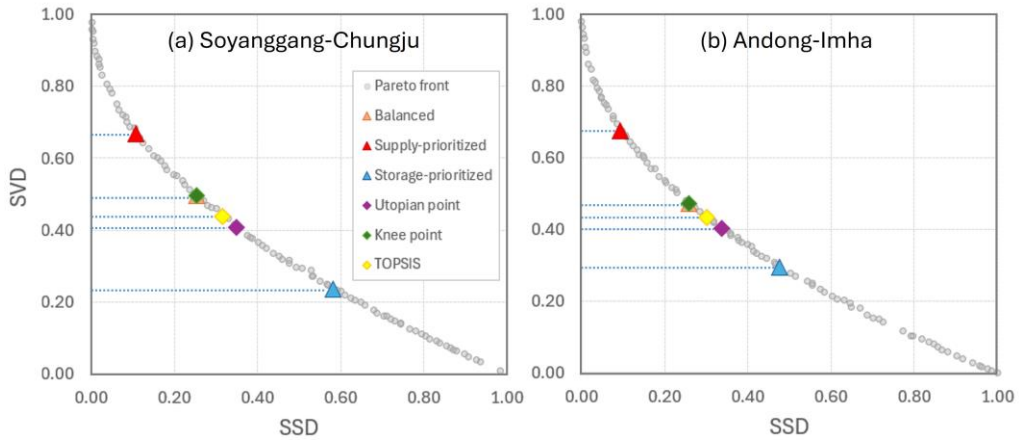 (a) Soyanggang-Chungju
1.00
0.80
0.60
0.40
0.20
0.00
SVD
0.00 0.20 0.40 0.60 0.80 1.00
SSD
Pareto front
Balanced
Supply-prioritized
Storage-prioritized
Utopian point
Knee point
TOPSIS
(b) Andong-Imha
1.00
0.80
0.60
0.40
0.20
0.00
0.00 0.20 0.40 0.60 0.80 1.00
SSD